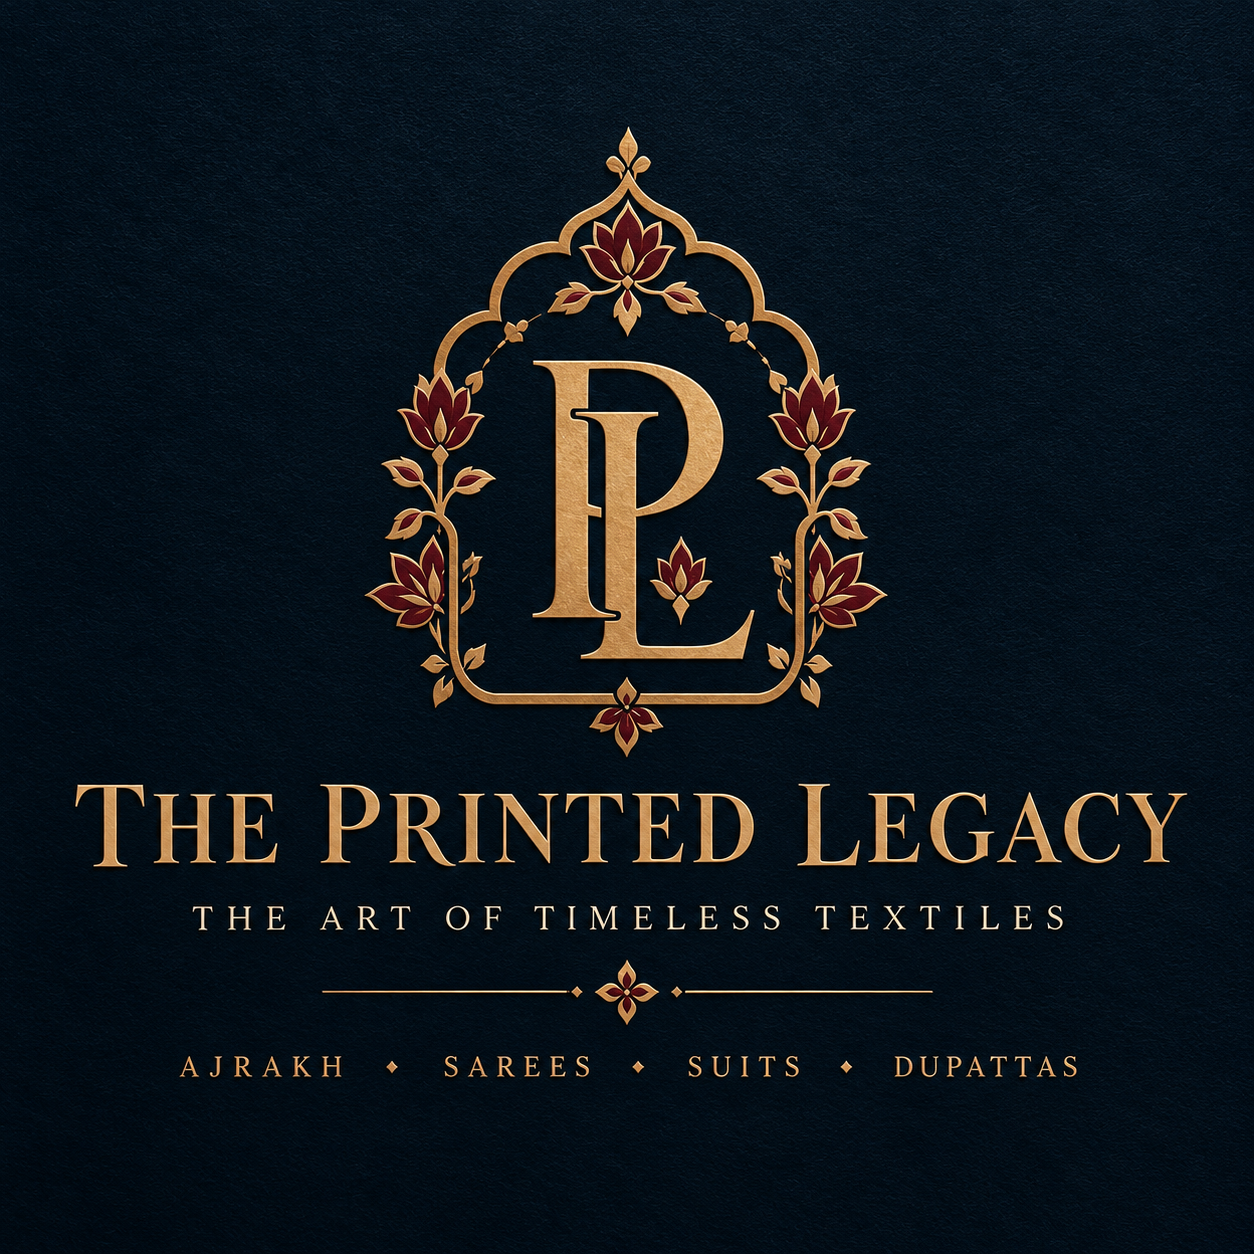 PL
THE PRINTED LEGACY
THE ART OF TIMELESS TEXTILES
AJRAKH ◆ SAREES ◆ SUITS ◆ DUPATTAS